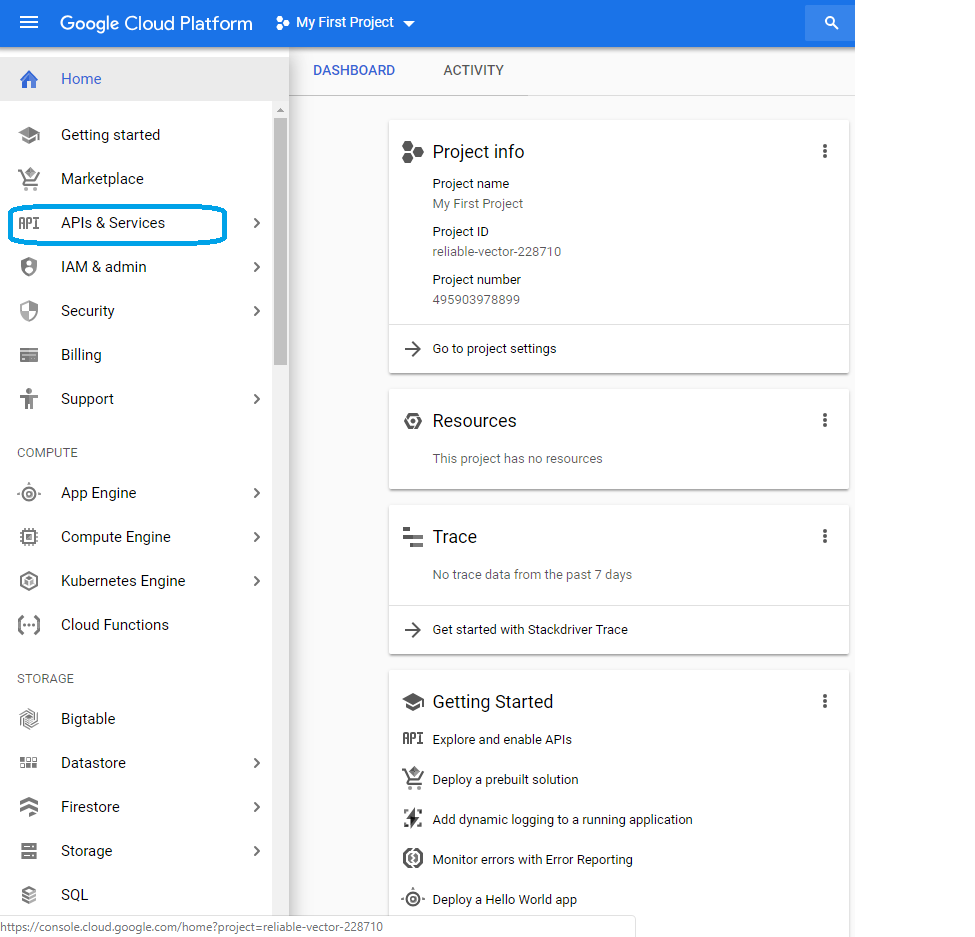 Google Cloud Platform
My First Project
Home
Getting started
Marketplace
API
APIs & Services
IAM & admin
Security
Billing
Support
COMPUTE
App Engine
Compute Engine
Kubernetes Engine
Cloud Functions
STORAGE
Bigtable
Datastore
Firestore
Storage
SQL
DASHBOARD
ACTIVITY
Project info
Project name
My First Project
Project ID
reliable-vector-228710
Project number
495903978899
Go to project settings
Resources
This project has no resources
Trace
No trace data from the past 7 days
Get started with Stackdriver Trace
Getting Started
API
Explore and enable APIs
Deploy a prebuilt solution
Add dynamic logging to a running application
Monitor errors with Error Reporting
Deploy a Hello World app
https://console.cloud.google.com/home?project=reliable-vector-228710